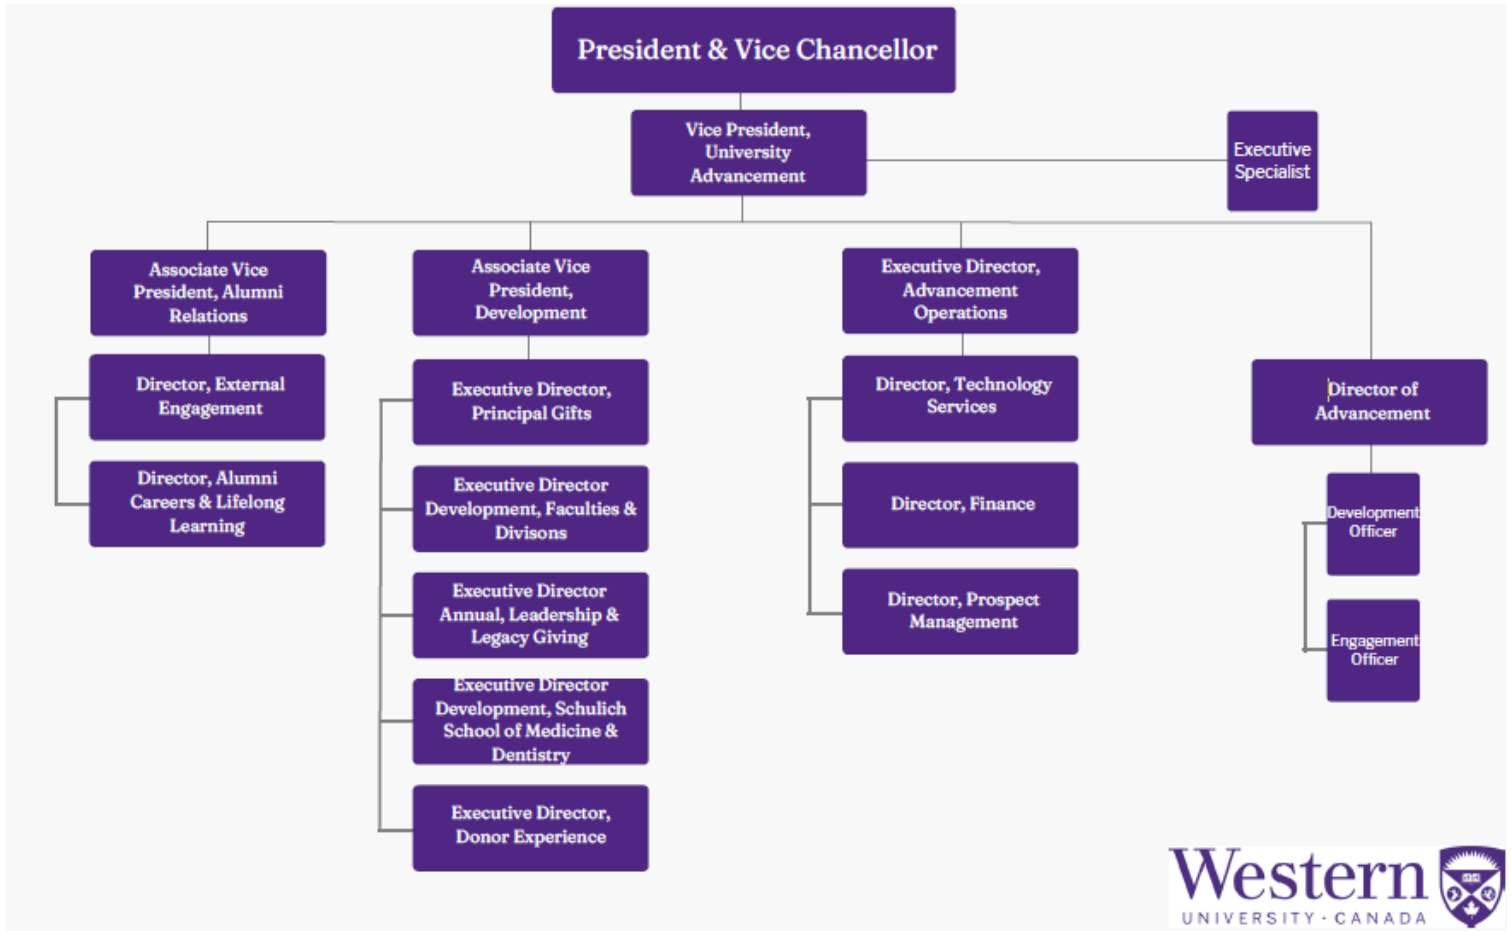 President & Vice Chancellor
Vice President,
University
Advancement
Executive
Specialist
Associate Vice
President, Alumni
Relations
Director, External
Engagement
Director, Alumni
Careers & Lifelong
Learning
Associate Vice
President,
Development
Executive Director,
Principal Gifts
Executive Director
Development, Faculties &
Divisons
Executive Director
Annual, Leadership &
Legacy Giving
Executive Director
Development, Schulich
School of Medicine &
Dentistry
Executive Director,
Donor Experience
Executive Director,
Advancement
Operations
Director, Technology
Services
Director, Finance
Director, Prospect
Management
Director of
Advancement
Development
Officer
Engagement
Officer
Western
UNIVERSITY · CANADA